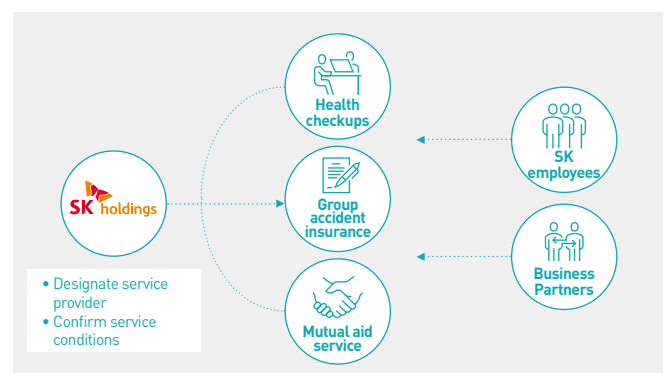 SK holdings
• Designate service
provider
• Confirm service
conditions
Health
checkups
Group
accident
insurance
Mutual aid
service
SK
employees
Business
Partners